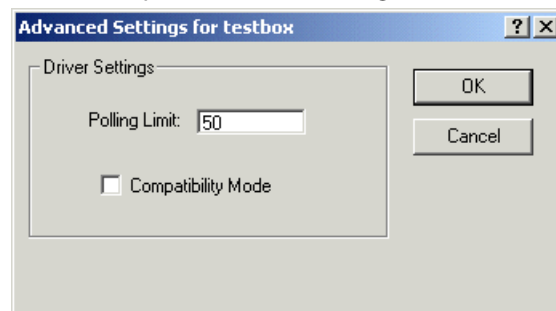 Advanced Settings for testbox
Driver Settings
Polling Limit: 50
Compatibility Mode
OK
Cancel